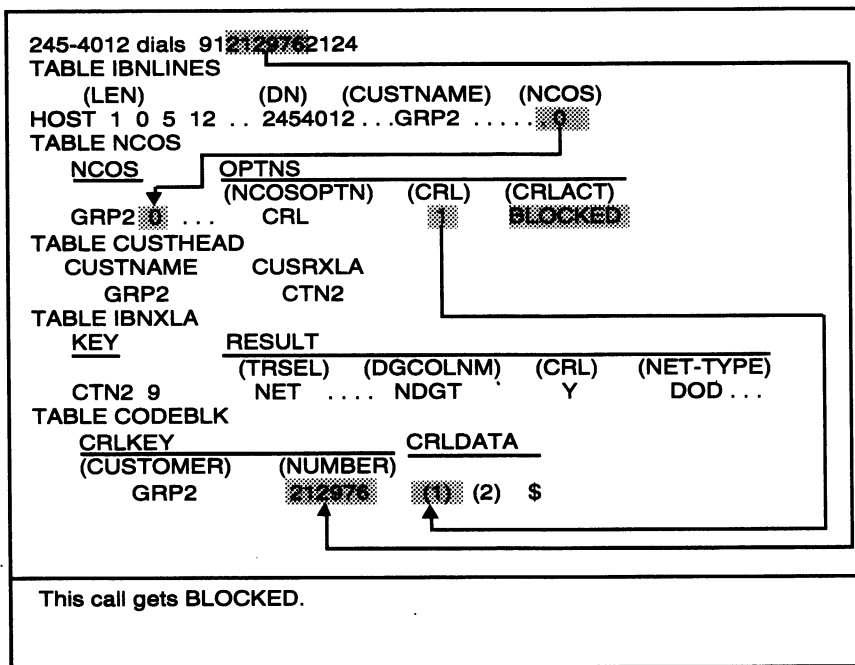 245-4012 dials 912129762124
TABLE IBNLINES
(LEN) (DN) (CUSTNAME) (NCOS)
HOST 1 0 5 12 . . 2454012 . . . GRP2 . . . . . . 0
TABLE NCOS
NCOS OPTNS
(NCOSOPTN) (CRL) (CRLACT)
GRP2 0 . . . CRL 1 BLOCKED
TABLE CUSTHEAD
CUSTNAME CUSRXLA
GRP2 CTN2
TABLE IBNXLA
KEY RESULT
(TRSEL) (DGCOLNM) (CRL) (NET-TYPE)
CTN2 9 NET . . . . NDGT Y DOD . . .
TABLE CODEBLK
CRLKEY CRLDATA
(CUSTOMER) (NUMBER)
GRP2 212976 (1) (2) $
This call gets BLOCKED.